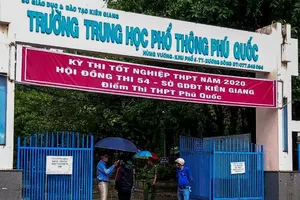 SỞ GIÁO DỤC & ĐÀO TẠO KIÊN GIANG
TRƯỜNG TRUNG HỌC PHỔ THÔNG PHÚ QUỐC
KỲ THI TỐT NGHIỆP THPT NĂM 2020
HỘI ĐỒNG THI 54 - SỞ GDĐT KIÊN GIANG
Điểm Thi THPT Phú Quốc